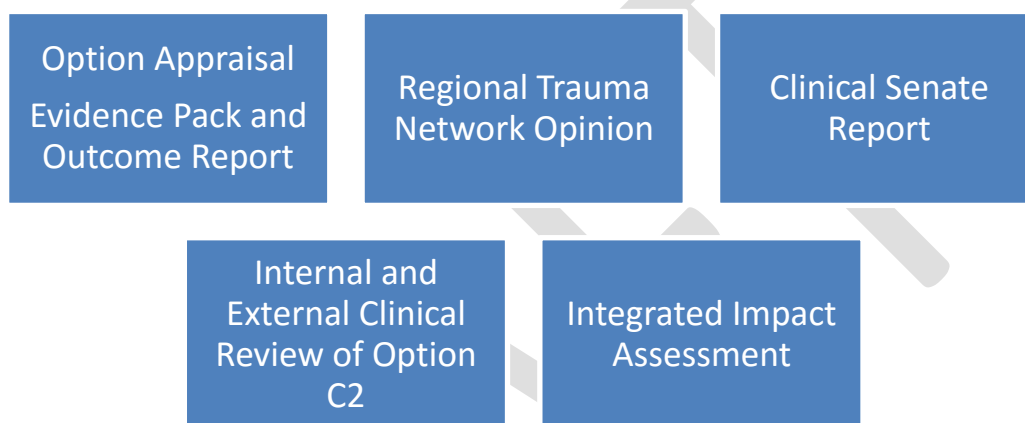 Option Appraisal
Evidence Pack and
Outcome Report
Regional Trauma
Network Opinion
Clinical Senate
Report
Internal and
External Clinical
Review of Option
C2
Integrated Impact
Assessment